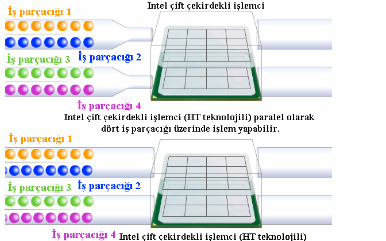 Intel çift çekirdekli işlemci
İş parçacığı 1
İş parçacığı 2
İş parçacığı 3
İş parçacığı 4
Intel çift çekirdekli işlemci (HT teknolojili) paralel olarak
dört iş parçacığı üzerinde işlem yapabilir.
İş parçacığı 1
İş parçacığı 2
İş parçacığı 3
İş parçacığı 4
Intel çift çekirdekli işlemci (HT teknolojili)